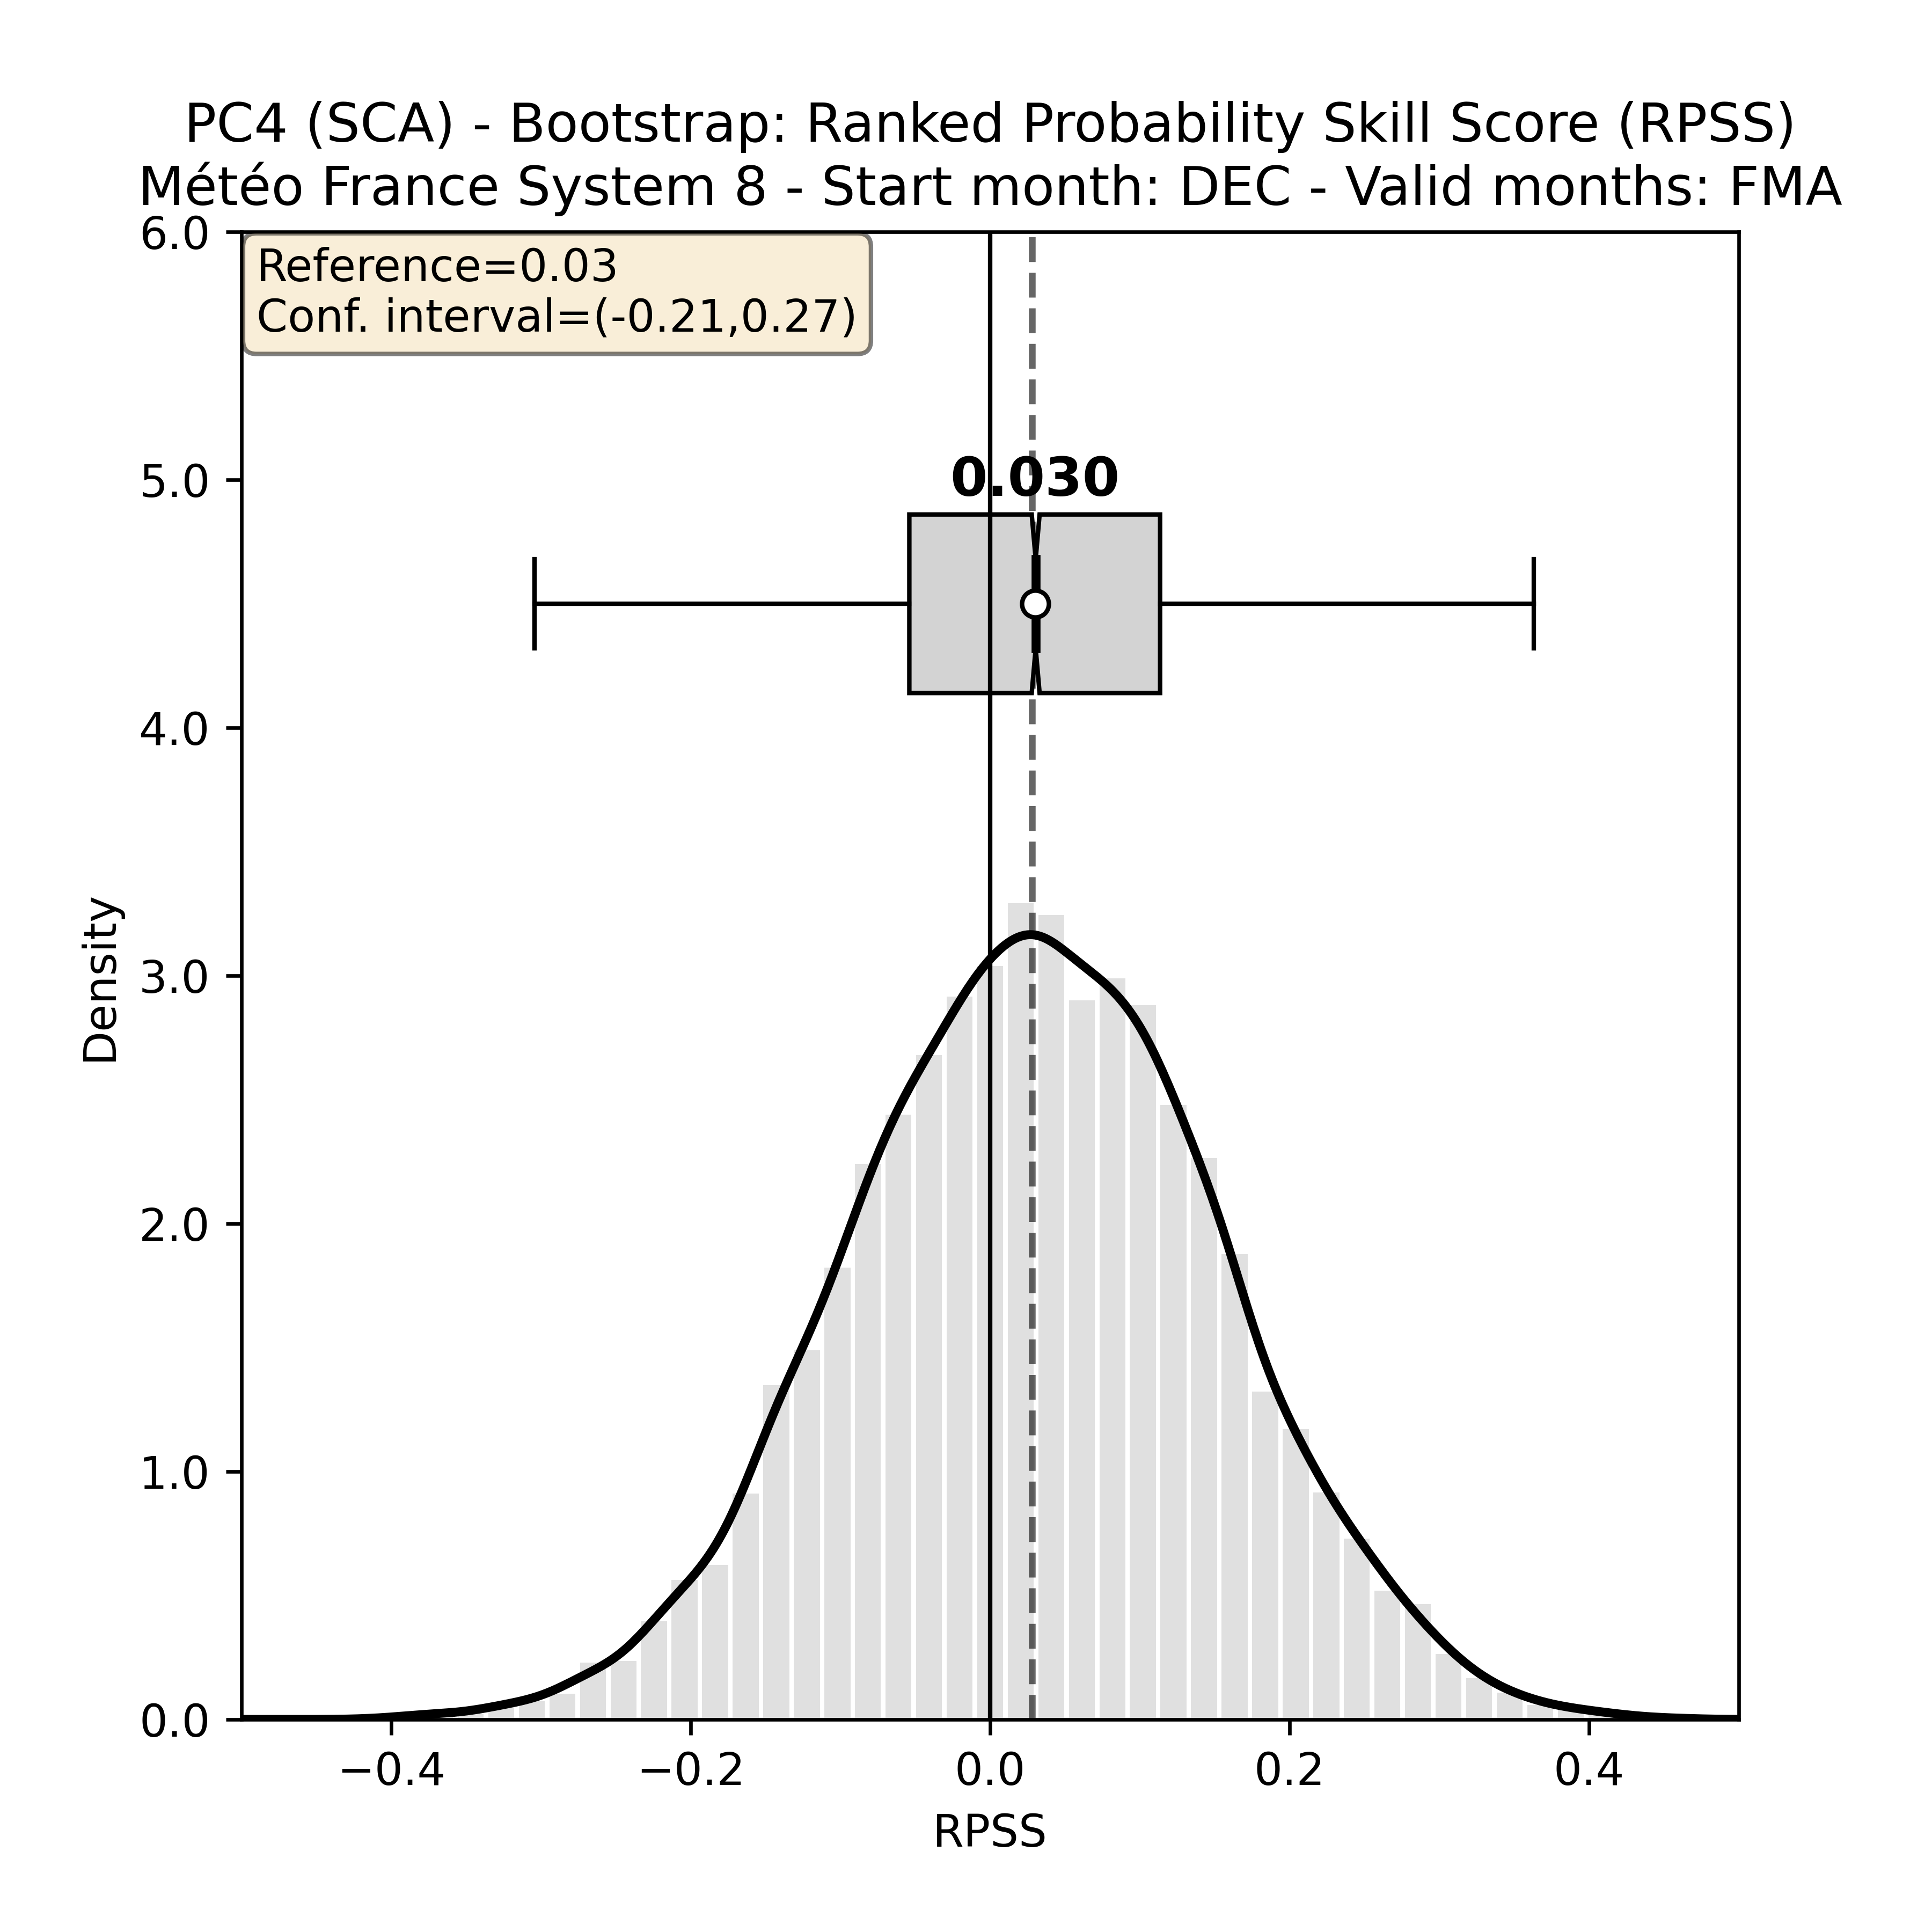 PC4 (SCA) - Bootstrap: Ranked Probability Skill Score (RPSS)
Météo France System 8 - Start month: DEC - Valid months: FMA
6.0
Reference=0.03
Conf. interval=(-0.21,0.27)
5.0
0.030
4.0
Density
3.0
2.0
1.0
0.0
−0.4 −0.2 0.0 0.2 0.4
RPSS